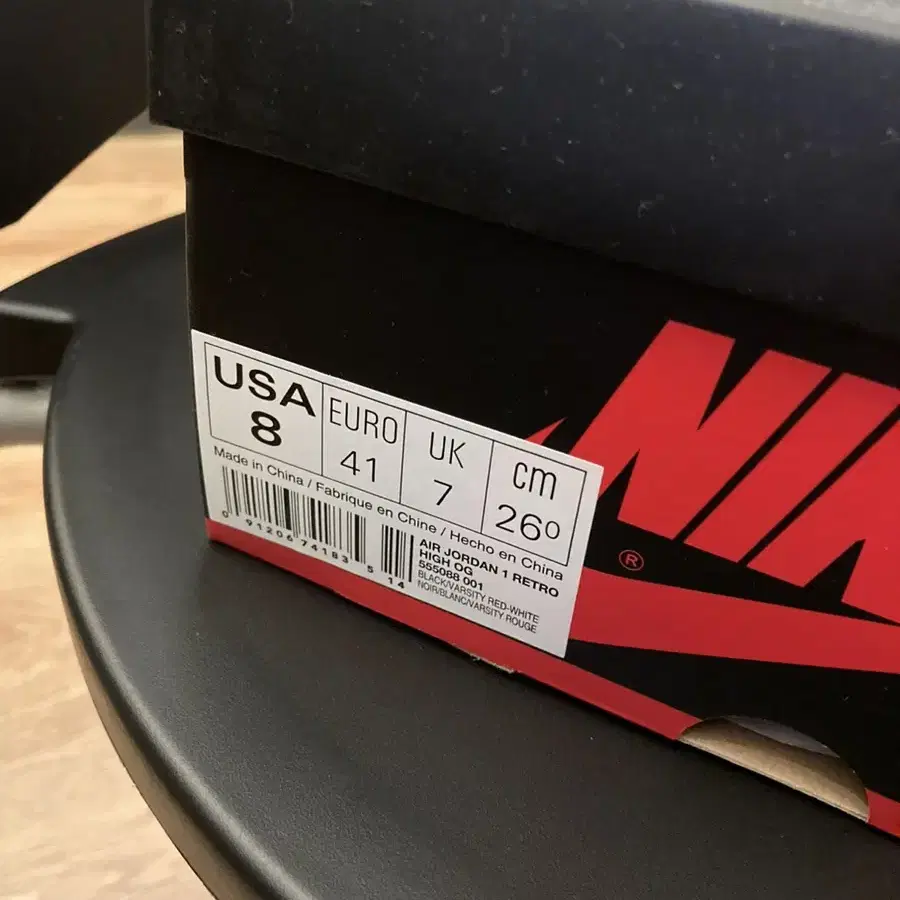 USA
8
EURO
41
UK
7
cm
26⁰
Made in China / Fabrique en Chine / Hecho en China
0 91206 74183 5 14
AIR JORDAN 1 RETRO
HIGH OG
555088 001
BLACK/VARSITY RED-WHITE
NOIR/BLANC/VARSITY ROUGE
NIK
®